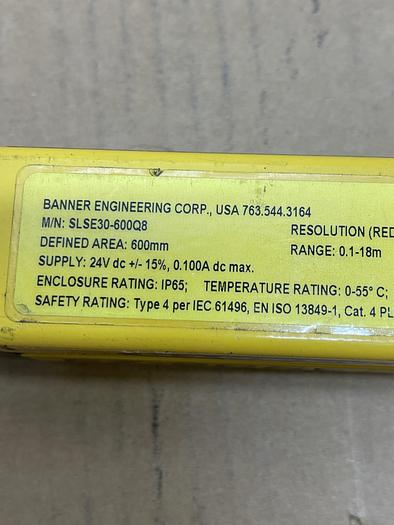 BANNER ENGINEERING CORP., USA 763.544.3164
M/N: SLSE30-600Q8 RESOLUTION (RED
DEFINED AREA: 600mm RANGE: 0.1-18m
SUPPLY: 24V dc +/- 15%, 0.100A dc max.
ENCLOSURE RATING: IP65; TEMPERATURE RATING: 0-55° C;
SAFETY RATING: Type 4 per IEC 61496, EN ISO 13849-1, Cat. 4 PL